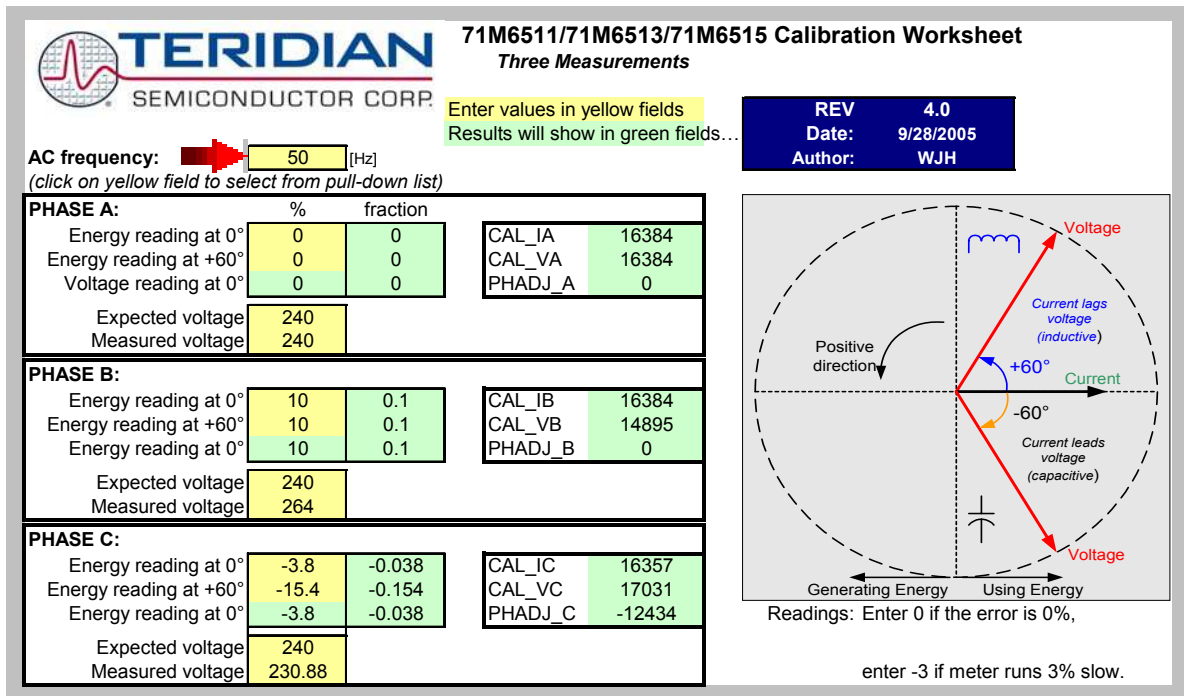 TERIDIAN
SEMICONDUCTOR CORP.
71M6511/71M6513/71M6515 Calibration Worksheet
Three Measurements
Enter values in yellow fields
Results will show in green fields…
REV 4.0
Date: 9/28/2005
Author: WJH
AC frequency: 50 [Hz]
(click on yellow field to select from pull-down list)
PHASE A: % fraction
Energy reading at 0° 0 0 CAL_IA 16384
Energy reading at +60° 0 0 CAL_VA 16384
Voltage reading at 0° 0 0 PHADJ_A 0
Expected voltage 240
Measured voltage 240
PHASE B:
Energy reading at 0° 10 0.1 CAL_IB 16384
Energy reading at +60° 10 0.1 CAL_VB 14895
Energy reading at 0° 10 0.1 PHADJ_B 0
Expected voltage 240
Measured voltage 264
PHASE C:
Energy reading at 0° -3.8 -0.038 CAL_IC 16357
Energy reading at +60° -15.4 -0.154 CAL_VC 17031
Energy reading at 0° -3.8 -0.038 PHADJ_C -12434
Expected voltage 240
Measured voltage 230.88
Voltage
Current lags
voltage
(inductive)
Positive
direction
+60°
Current
-60°
Current leads
voltage
(capacitive)
Voltage
Generating Energy Using Energy
Readings: Enter 0 if the error is 0%,
enter -3 if meter runs 3% slow.